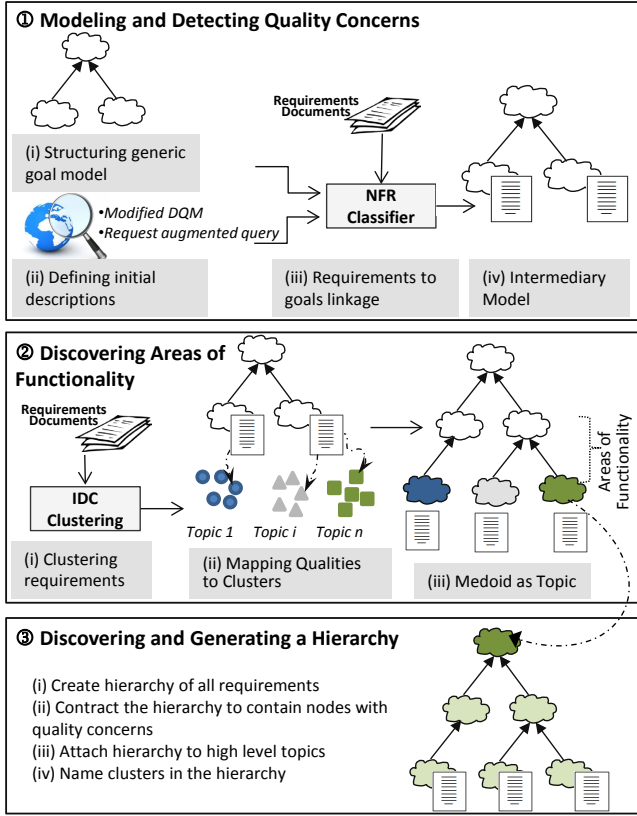 ① Modeling and Detecting Quality Concerns
Requirements
Documents
(i) Structuring generic
goal model
•Modified DQM
•Request augmented query
NFR
Classifier
(ii) Defining initial
descriptions
(iii) Requirements to
goals linkage
(iv) Intermediary
Model
② Discovering Areas of
Functionality
Requirements
Documents
IDC
Clustering
Topic 1
Topic i
Topic n
Areas of
Functionality
(i) Clustering
requirements
(ii) Mapping Qualities
to Clusters
(iii) Medoid as Topic
③ Discovering and Generating a Hierarchy
(i) Create hierarchy of all requirements
(ii) Contract the hierarchy to contain nodes with
quality concerns
(iii) Attach hierarchy to high level topics
(iv) Name clusters in the hierarchy